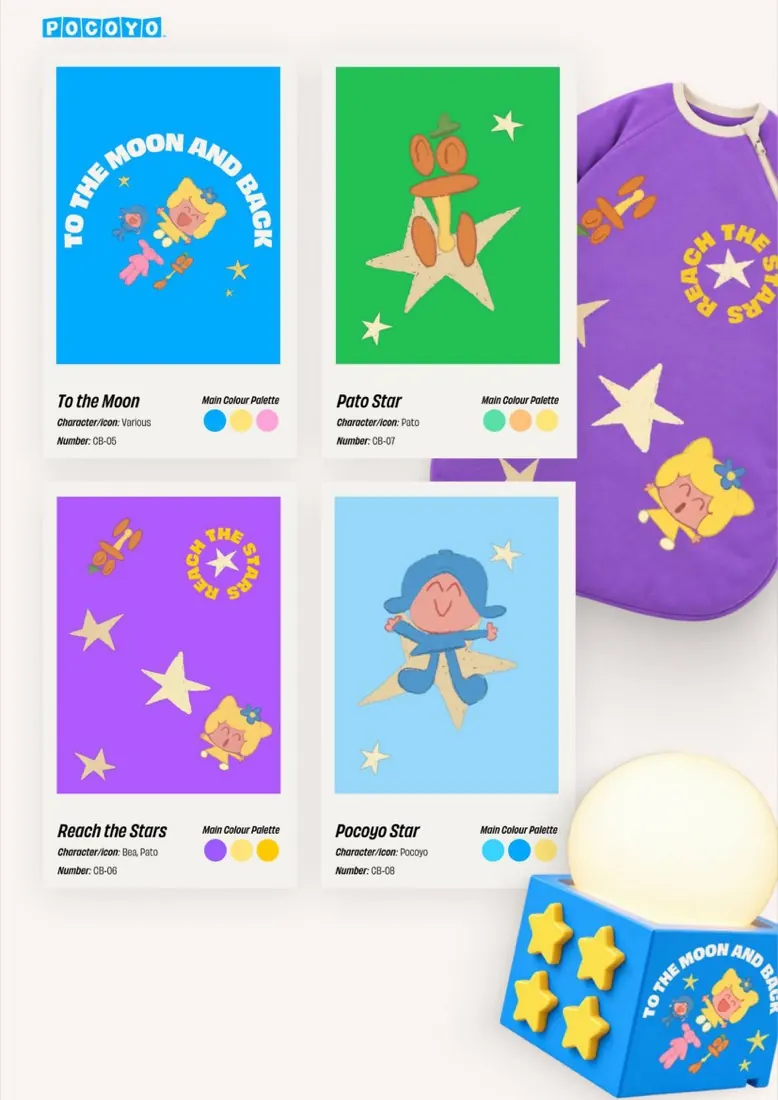 POCOYO
TO THE MOON AND BACK
To the Moon
Main Colour Palette
Character/icon: Various
Number: CB-05
Pato Star
Main Colour Palette
Character/icon: Pato
Number: CB-07
REACH THE STARS
REACH THE STARS
Reach the Stars
Main Colour Palette
Character/icon: Bea, Pato
Number: CB-06
Pocoyo Star
Main Colour Palette
Character/icon: Pocoyo
Number: CB-08
TO THE MOON AND BACK